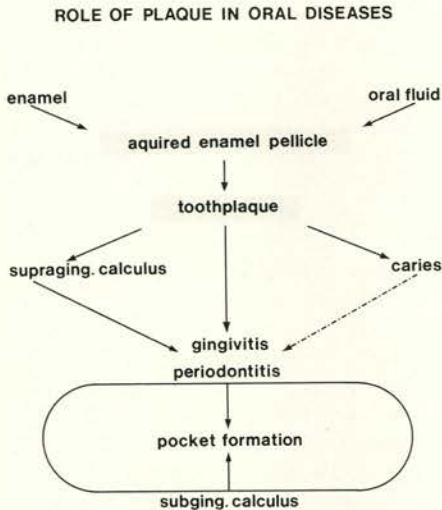 ROLE OF PLAQUE IN ORAL DISEASES
enamel
oral fluid
aquired enamel pellicle
toothplaque
supraging. calculus
caries
gingivitis
periodontitis
pocket formation
subging. calculus